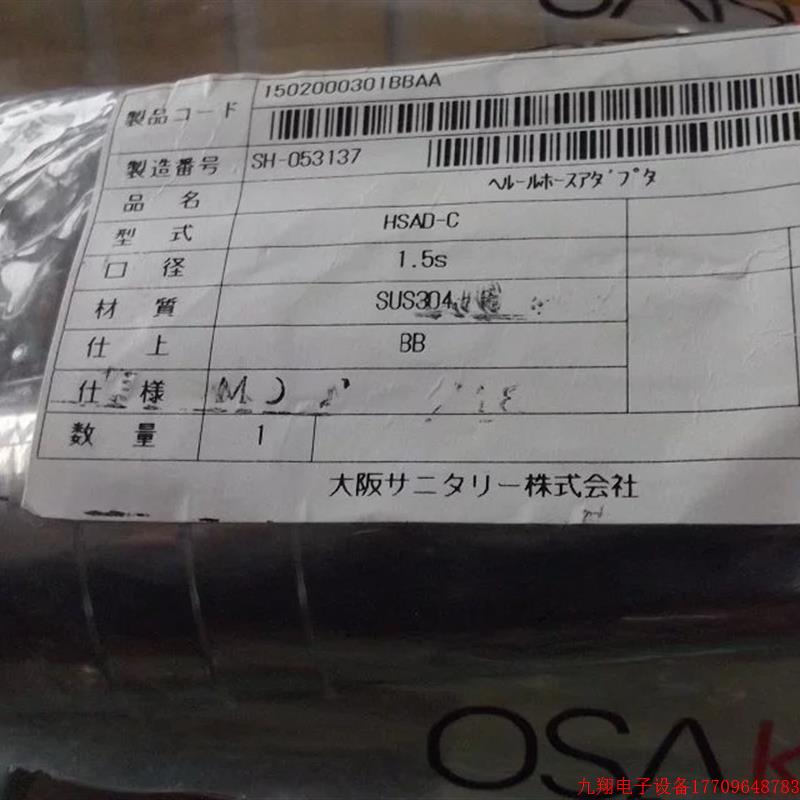 製品コード 1502000301BBAA
製造番号 SH-053137
品名 ヘルールホースアダプタ
型式 HSAD-C
口径 1.5s
材質 SUS304
仕上 BB
仕様
数量 1
大阪サニタリー株式会社
OSAK
九翔电子设备17709648783